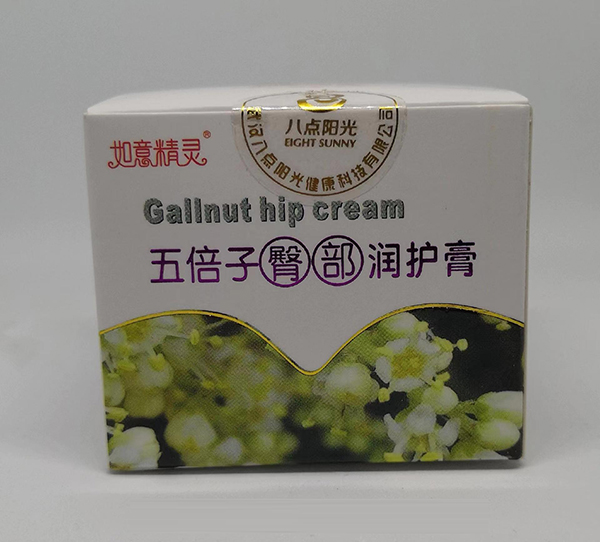 八点阳光
EIGHT SUNNY
武汉八点阳光健康科技有限公司
如意精灵®
Gallnut hip cream
五倍子臀部润护膏